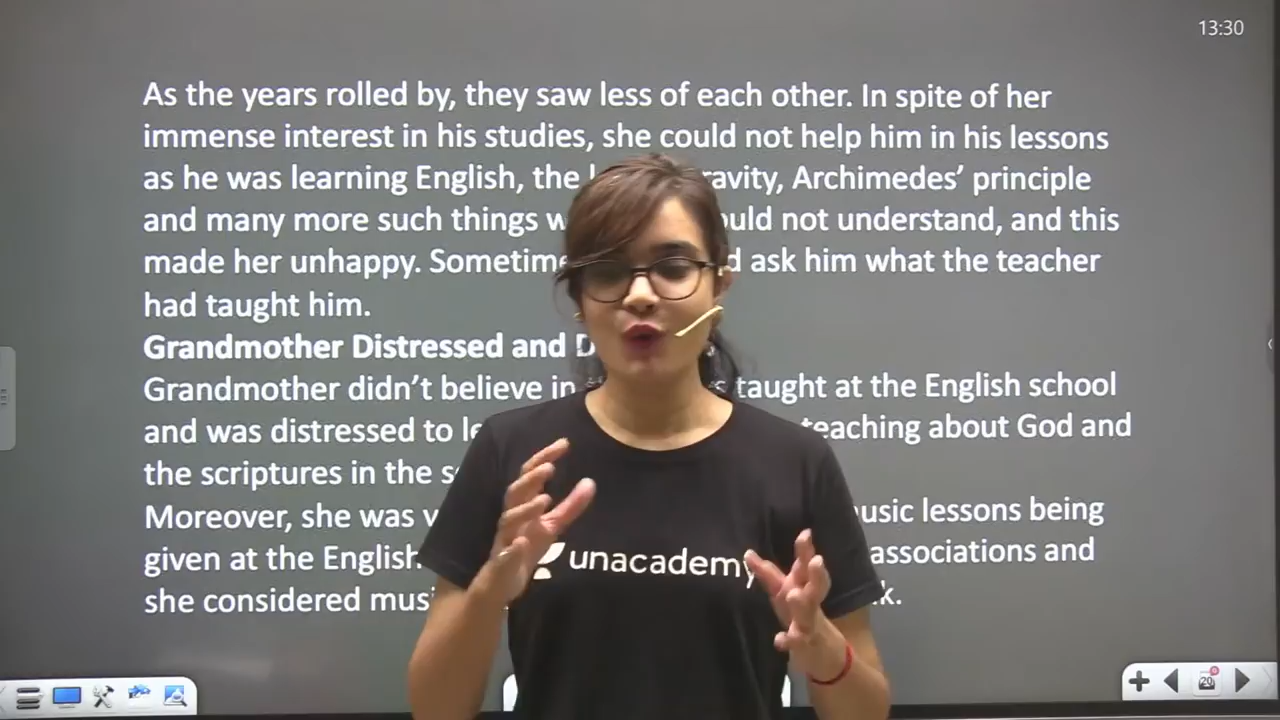 13:30
As the years rolled by, they saw less of each other. In spite of her
immense interest in his studies, she could not help him in his lessons
as he was learning English, the Archimedes' principle
and many more such things not understand, and this
made her unhappy. ask him what the teacher
had taught him.
Grandmother Distressed and
Grandmother didn't believe in taught at the English school
and was distressed to teaching about God and
the scriptures in the
Moreover, she was lessons being
given at the English associations and
she considered
unacademy
20